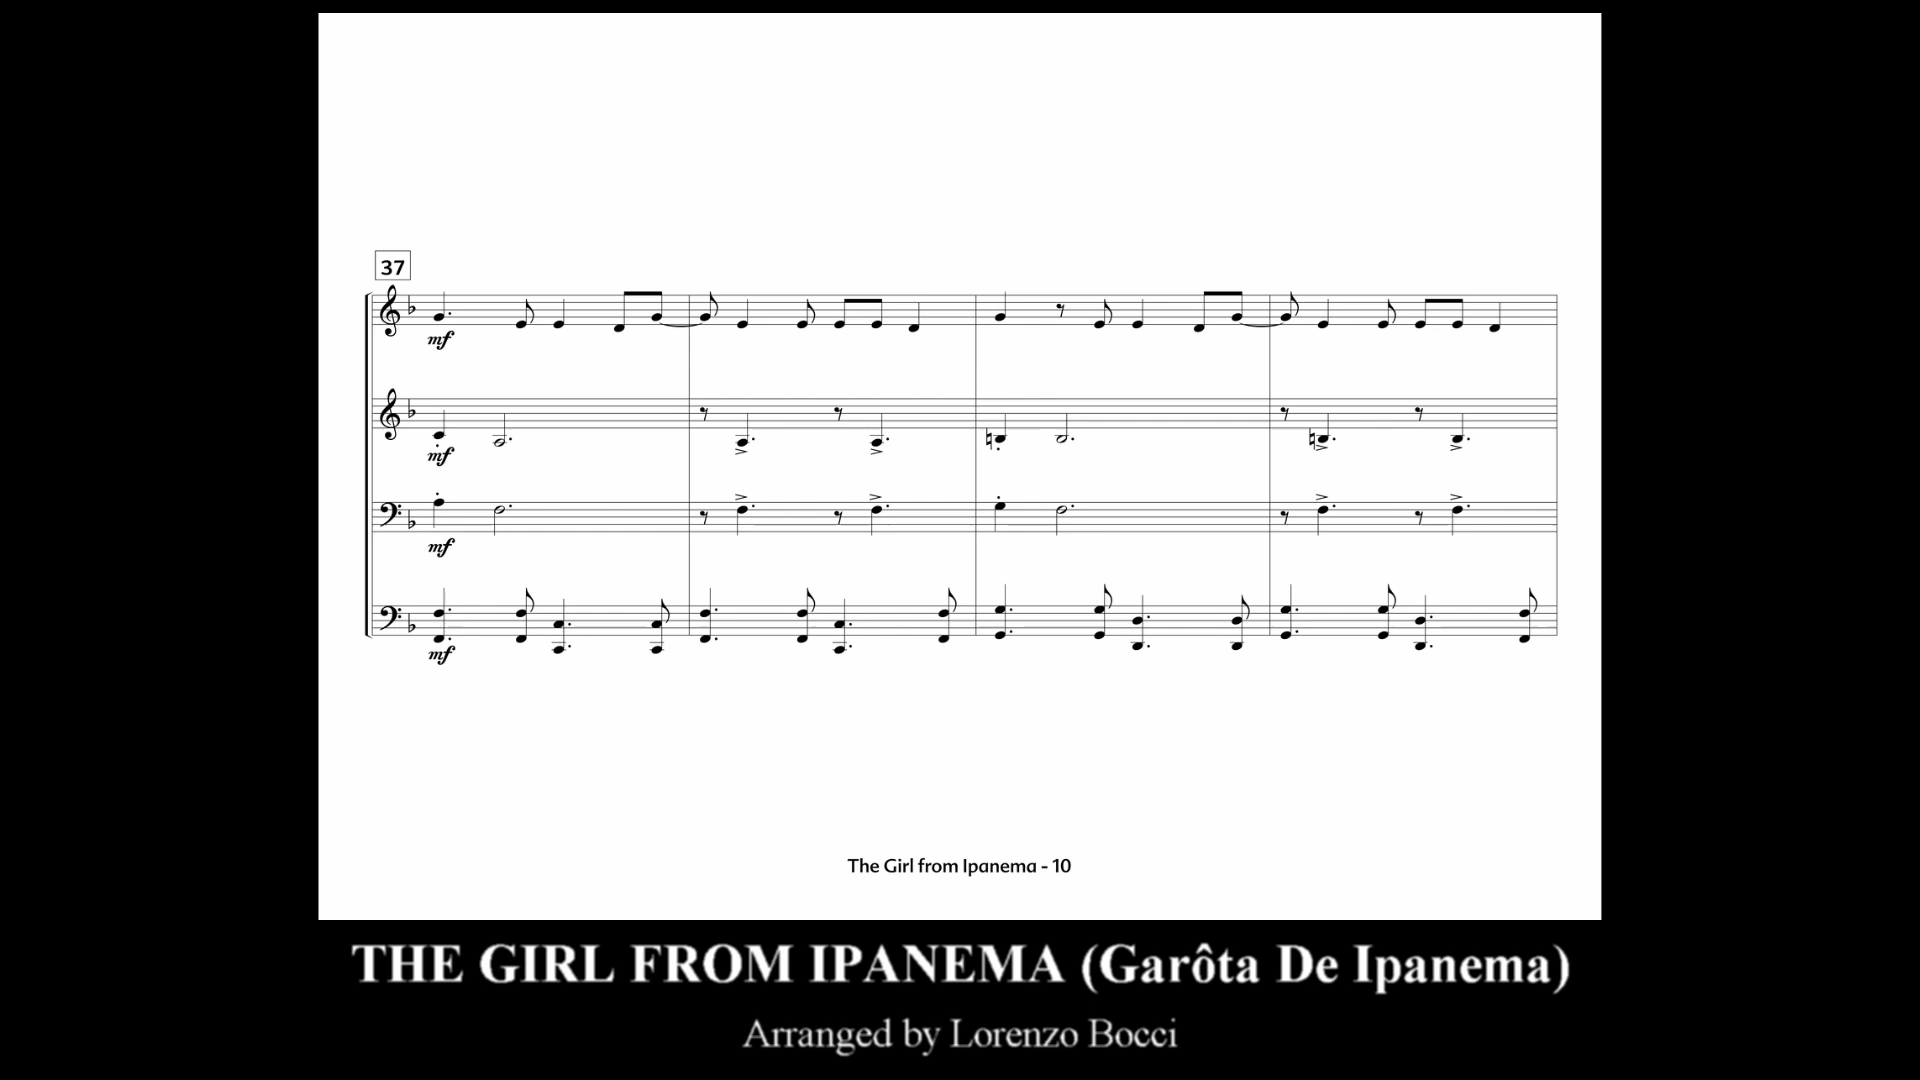 37
mf
mf
mf
mf
The Girl from Ipanema - 10
THE GIRL FROM IPANEMA (Garôta De Ipanema)
Arranged by Lorenzo Bocci